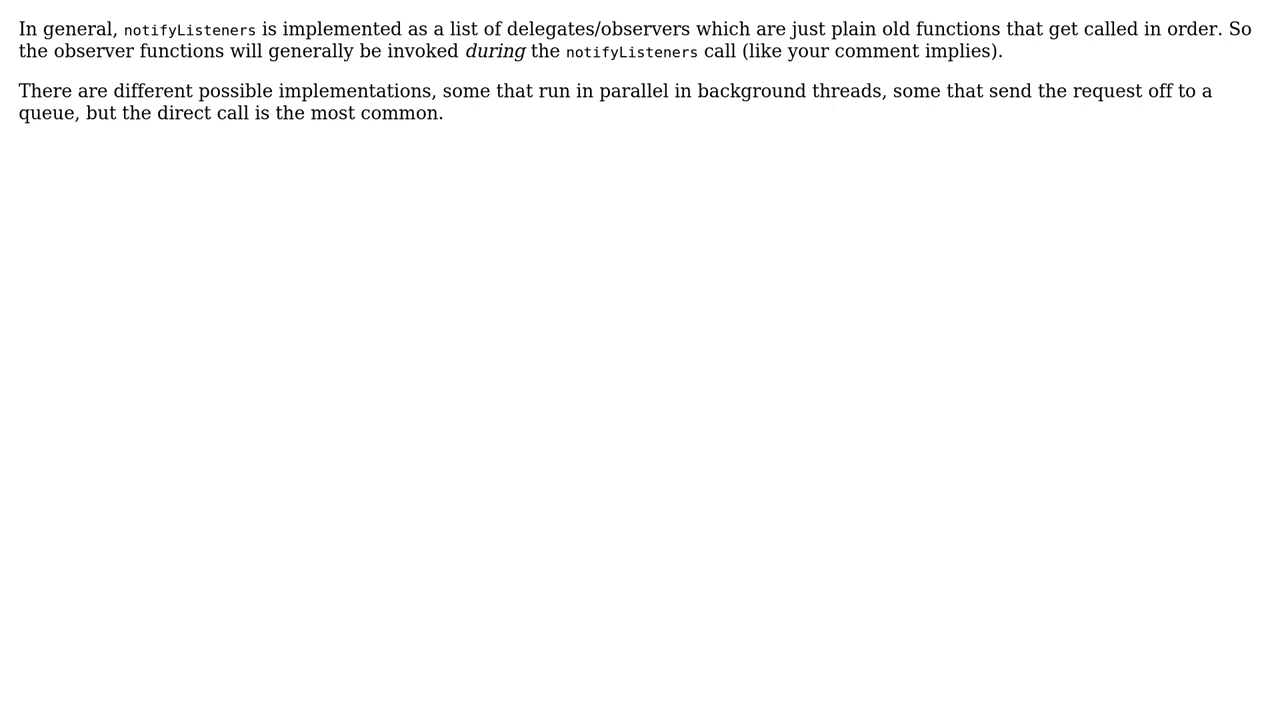 In general, notifyListeners is implemented as a list of delegates/observers which are just plain old functions that get called in order. So
the observer functions will generally be invoked during the notifyListeners call (like your comment implies).
There are different possible implementations, some that run in parallel in background threads, some that send the request off to a
queue, but the direct call is the most common.